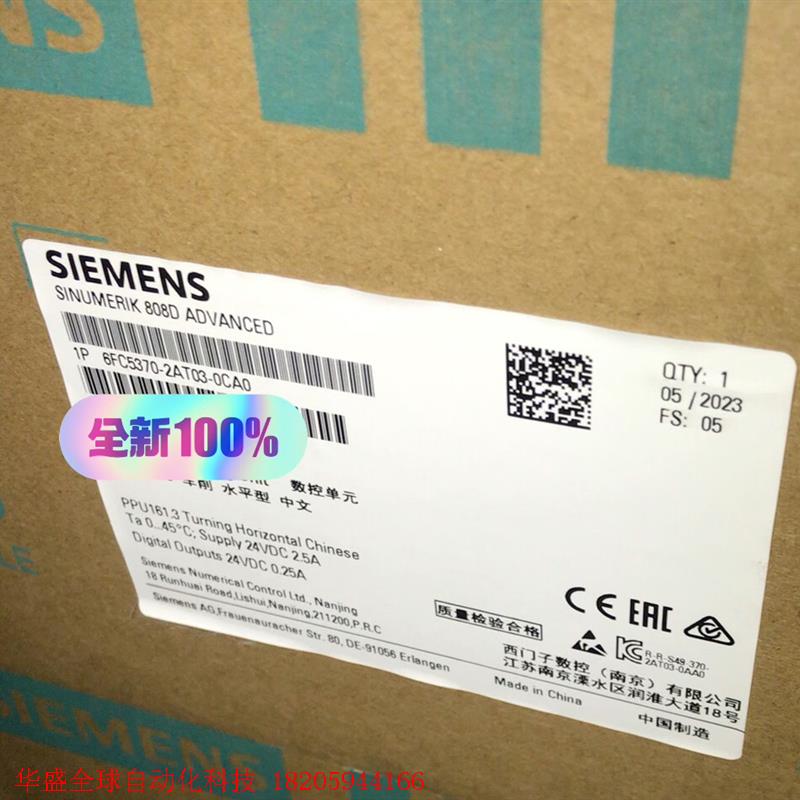 NS
SIEMENS
SINUMERIK 808D ADVANCED
1P 6FC5370-2AT03-0CA0
QTY: 1
05 / 2023
FS: 05
全新100%
数控单元
车削 水平型 中文
PPU161.3 Turning Horizontal Chinese
Ta 0...45°C; Supply 24VDC 2.5A
Digital Outputs 24VDC 0.25A
Siemens Numerical Control Ltd., Nanjing
18 Runhuai Road,Lishui,Nanjing,211200,P.R.C
Siemens AG,Frauenauracher Str. 80, DE-91056 Erlangen
质量检验合格
CE EAC
R-R-S49-370-
2AT03-0AA0
西门子数控（南京）有限公司
江苏南京溧水区润淮大道18号
Made in China
中国制造
LE
SIEMENS
华盛全球自动化科技 18205944166